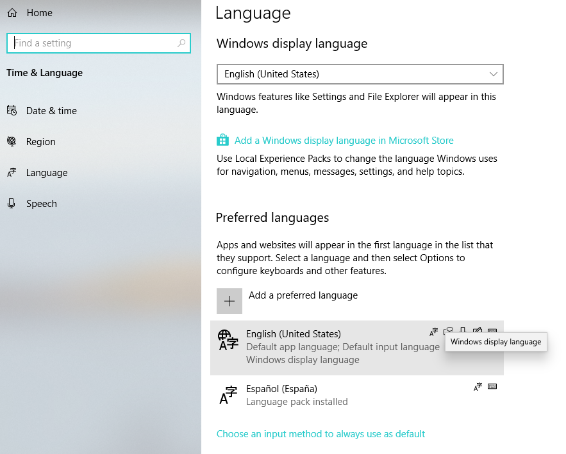 Home
Find a setting
Time & Language
Date & time
Region
Language
Speech
Language
Windows display language
English (United States)
Windows features like Settings and File Explorer will appear in this
language.
Add a Windows display language in Microsoft Store
Use Local Experience Packs to change the language Windows uses
for navigation, menus, messages, settings, and help topics.
Preferred languages
Apps and websites will appear in the first language in the list that
they support. Select a language and then select Options to
configure keyboards and other features.
Add a preferred language
English (United States)
Default app language; Default input language
Windows display language
Windows display language
Español (España)
Language pack installed
Choose an input method to always use as default